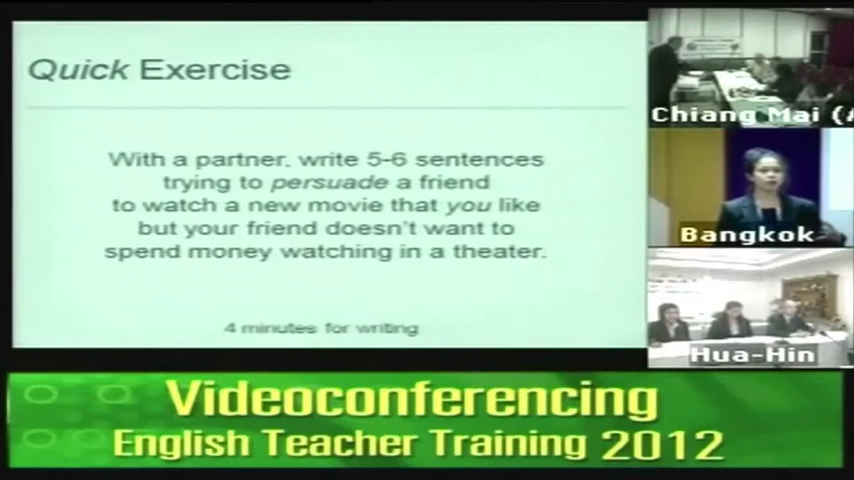 Quick Exercise
With a partner, write 5-6 sentences
trying to persuade a friend
to watch a new movie that you like
but your friend doesn't want to
spend money watching in a theater.
4 minutes for writing
Chiang Mai (A
Bangkok
Hua-Hin
Videoconferencing
English Teacher Training 2012